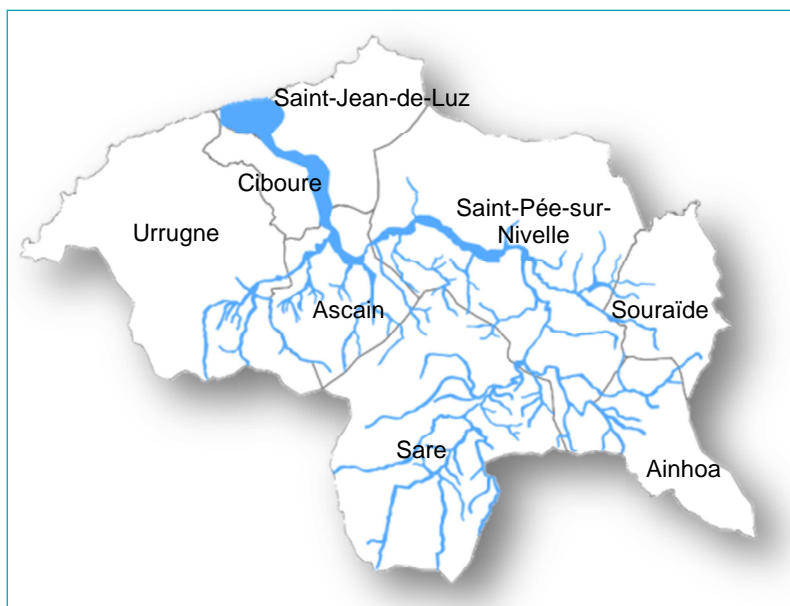 Saint-Jean-de-Luz
Ciboure
Urrugne
Saint-Pée-sur-
Nivelle
Ascain
Souraïde
Sare
Ainhoa